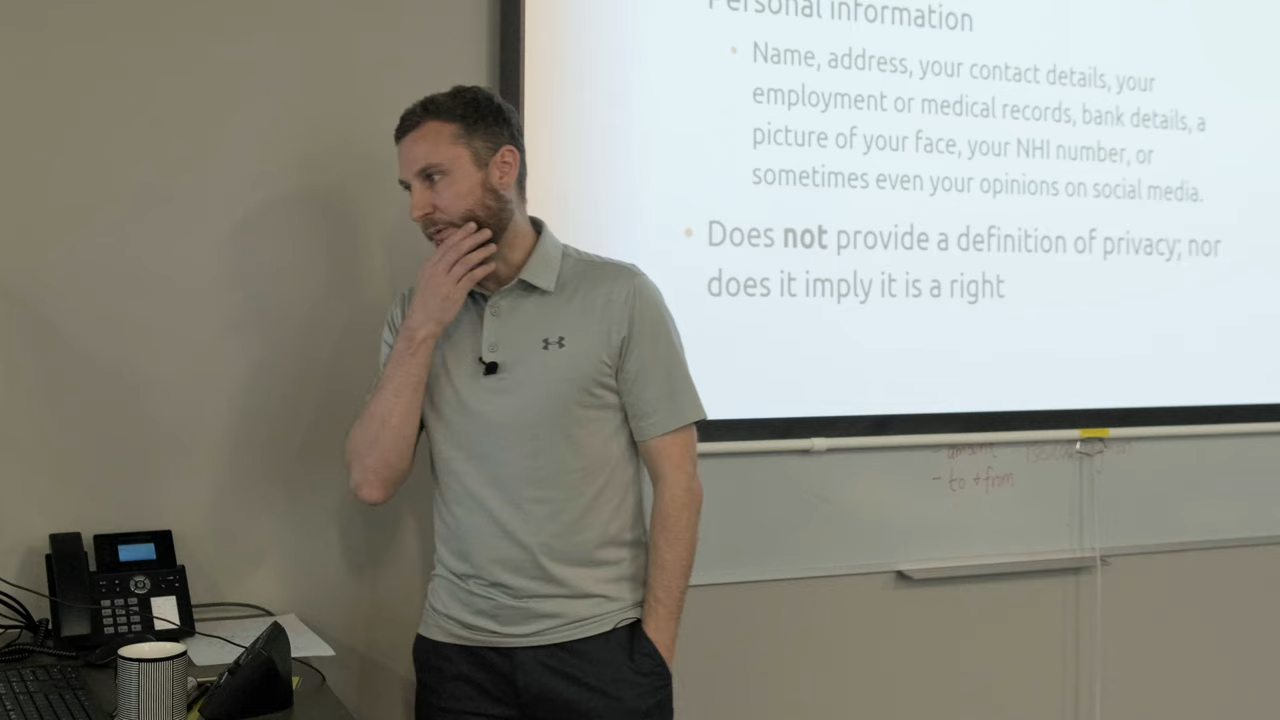 Personal information
Name, address, your contact details, your
employment or medical records, bank details, a
picture of your face, your NHI number, or
sometimes even your opinions on social media.
Does not provide a definition of privacy; nor
does it imply it is a right
- amount
- to + from